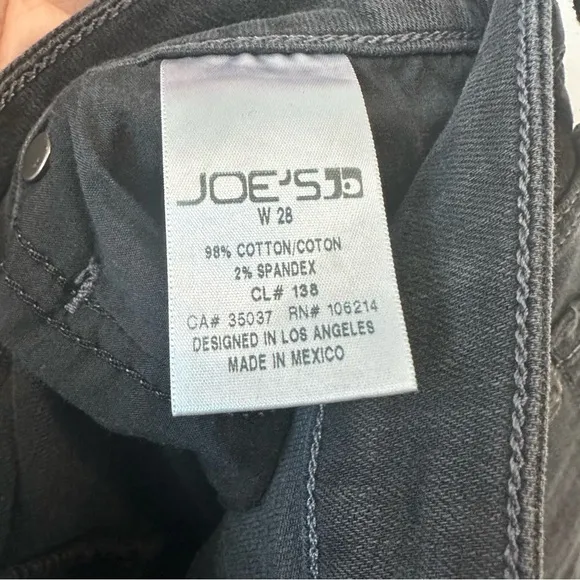 JOE'S
W 28
98% COTTON/COTON
2% SPANDEX
CL# 138
CA# 35037 RN# 106214
DESIGNED IN LOS ANGELES
MADE IN MEXICO